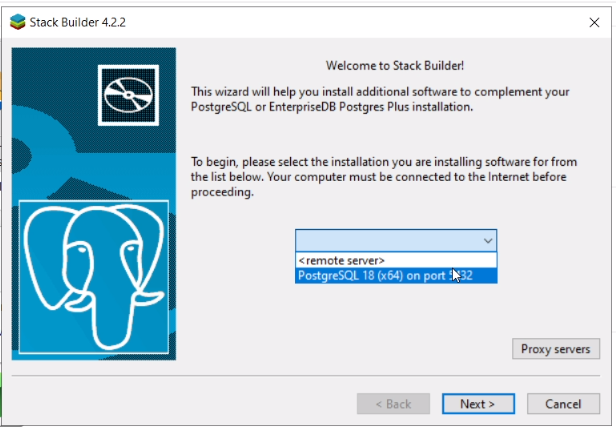 Stack Builder 4.2.2
Welcome to Stack Builder!
This wizard will help you install additional software to complement your
PostgreSQL or EnterpriseDB Postgres Plus installation.
To begin, please select the installation you are installing software for from
the list below. Your computer must be connected to the Internet before
proceeding.
<remote server>
PostgreSQL 18 (x64) on port
Proxy servers
< Back
Next >
Cancel